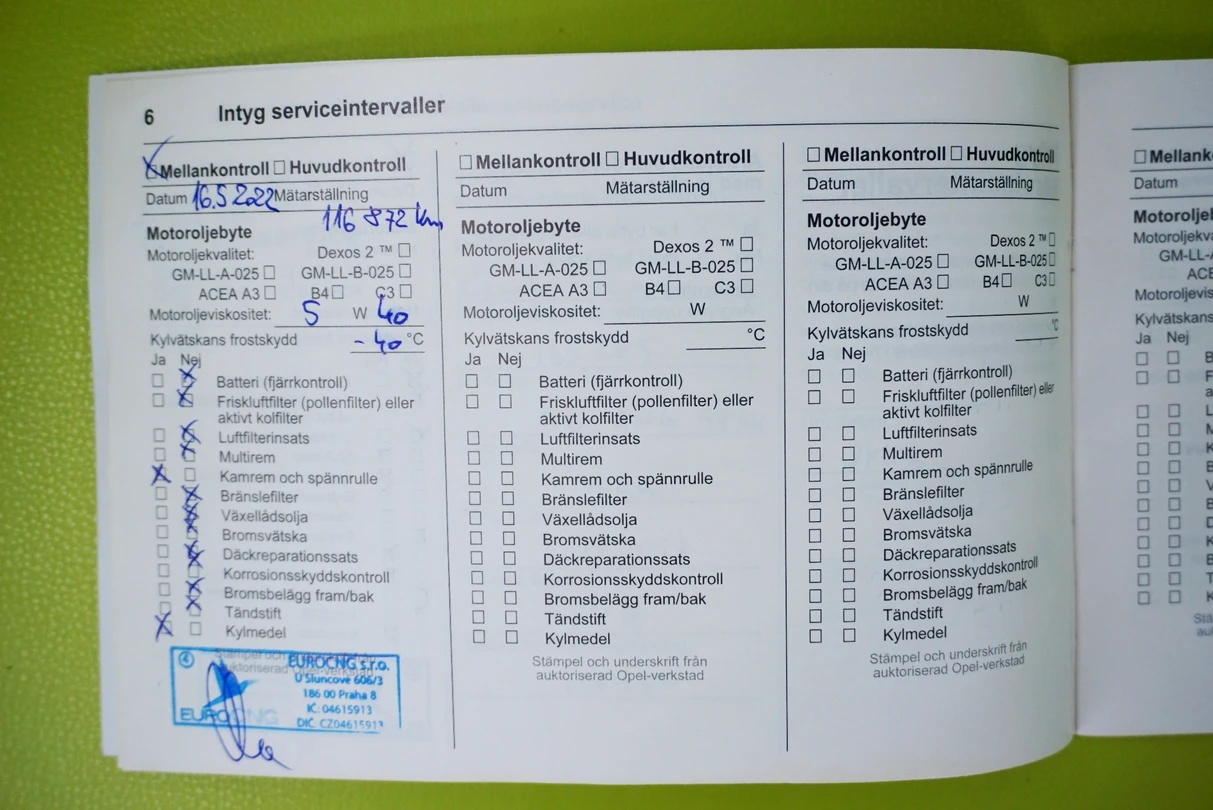 6 Intyg serviceintervaller
Mellankontroll Huvudkontroll
Datum 16.5 2022 Mätarställning
116 872 km
Motoroljebyte
Motoroljekvalitet: Dexos 2 ™
GM-LL-A-025 GM-LL-B-025
ACEA A3 B4 C3
Motoroljeviskositet: 5 W 40
Kylvätskans frostskydd -40 °C
Ja Nej
Batteri (fjärrkontroll)
Friskluftfilter (pollenfilter) eller
aktivt kolfilter
Luftfilterinsats
Multirem
Kamrem och spännrulle
Bränslefilter
Växellådsolja
Bromsvätska
Däckreparationssats
Korrosionsskyddskontroll
Bromsbelägg fram/bak
Tändstift
Kylmedel
Stämpel och underskrift från
auktoriserad Opel-verkstad
4
EUROCNG s.r.o.
U Sluncové 606/3
186 00 Praha 8
IČ: 04615913
DIČ: CZ04615913
EUROCNG
Mellankontroll Huvudkontroll
Datum Mätarställning
Motoroljebyte
Motoroljekvalitet: Dexos 2 ™
GM-LL-A-025 GM-LL-B-025
ACEA A3 B4 C3
Motoroljeviskositet: W
Kylvätskans frostskydd °C
Ja Nej
Batteri (fjärrkontroll)
Friskluftfilter (pollenfilter) eller
aktivt kolfilter
Luftfilterinsats
Multirem
Kamrem och spännrulle
Bränslefilter
Växellådsolja
Bromsvätska
Däckreparationssats
Korrosionsskyddskontroll
Bromsbelägg fram/bak
Tändstift
Kylmedel
Stämpel och underskrift från
auktoriserad Opel-verkstad
Mellankontroll Huvudkontroll
Datum Mätarställning
Motoroljebyte
Motoroljekvalitet: Dexos 2 ™
GM-LL-A-025 GM-LL-B-025
ACEA A3 B4 C3
Motoroljeviskositet: W
Kylvätskans frostskydd °C
Ja Nej
Batteri (fjärrkontroll)
Friskluftfilter (pollenfilter) eller
aktivt kolfilter
Luftfilterinsats
Multirem
Kamrem och spännrulle
Bränslefilter
Växellådsolja
Bromsvätska
Däckreparationssats
Korrosionsskyddskontroll
Bromsbelägg fram/bak
Tändstift
Kylmedel
Stämpel och underskrift från
auktoriserad Opel-verkstad
Datum
Ja Nej